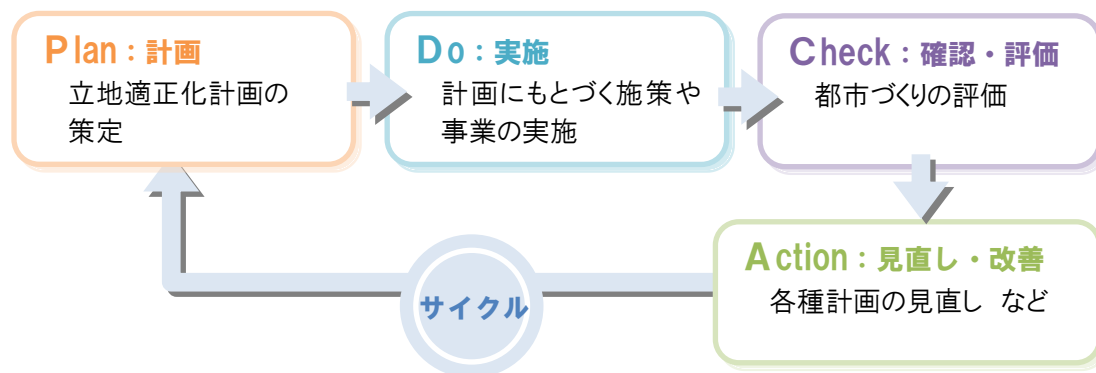 Plan：計画
立地適正化計画の
策定
Do：実施
計画にもとづく施策や
事業の実施
Check：確認・評価
都市づくりの評価
Action：見直し・改善
各種計画の見直し など
サイクル